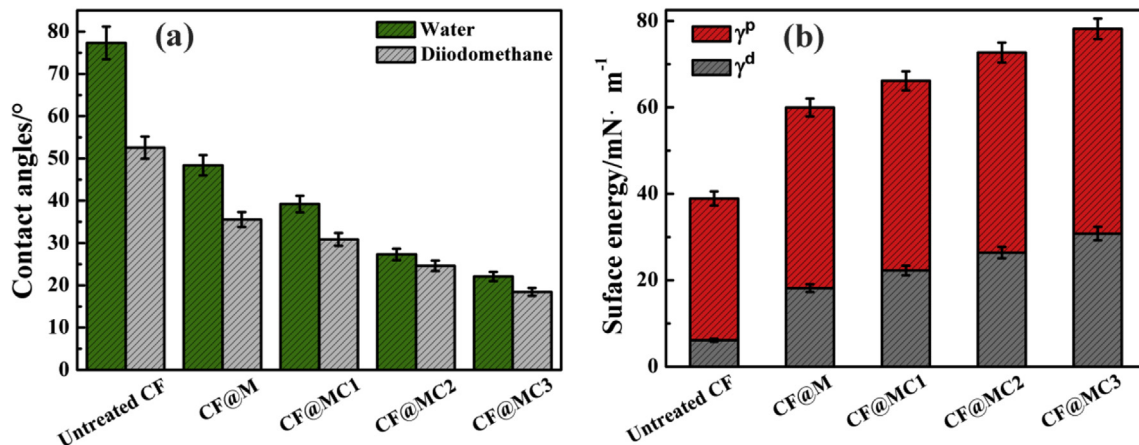 (a)
Water
Diiodomethane
Contact angles/°
80
70
60
50
40
30
20
10
0
Untreated CF
CF@M
CF@MC1
CF@MC2
CF@MC3
(b)
γᵖ
γᵈ
Suface energy/mN· m⁻¹
80
60
40
20
0
Untreated CF
CF@M
CF@MC1
CF@MC2
CF@MC3